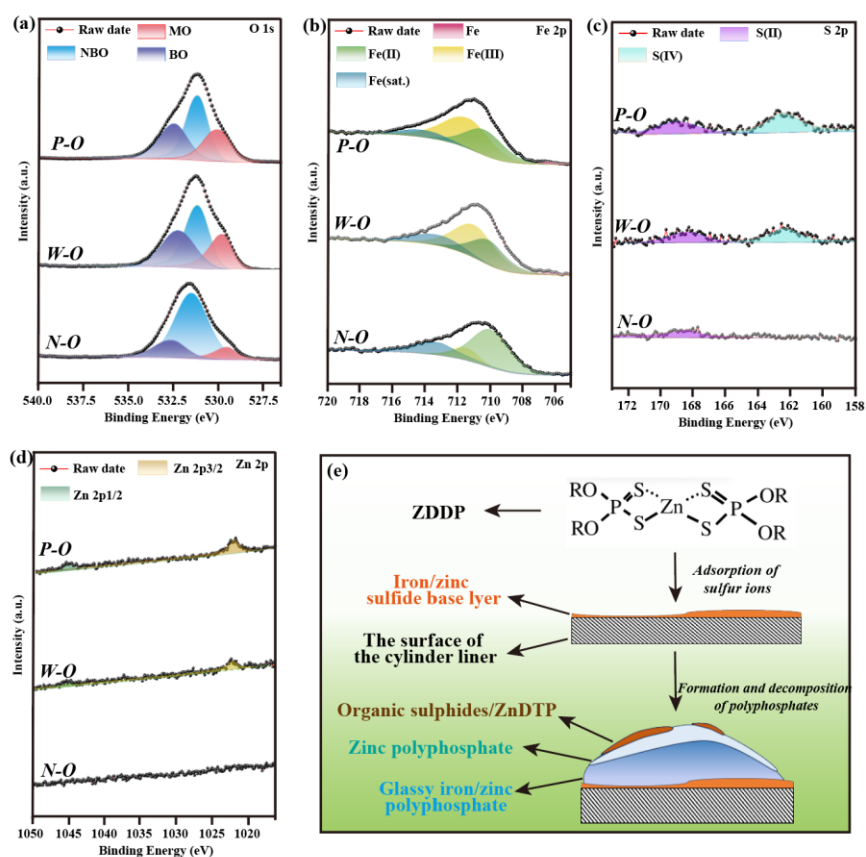 (a)
Raw date
MO
O 1s
NBO
BO
P-O
W-O
N-O
Intensity (a.u.)
540.0 537.5 535.0 532.5 530.0 527.5
Binding Energy (eV)
(b)
Raw date
Fe
Fe 2p
Fe(II)
Fe(III)
Fe(sat.)
P-O
W-O
N-O
Intensity (a.u.)
720 718 716 714 712 710 708 706
Binding Energy (eV)
(c)
Raw date
S(II)
S 2p
S(IV)
P-O
W-O
N-O
Intensity (a.u.)
172 170 168 166 164 162 160 158
Binding Energy (eV)
(d)
Raw date
Zn 2p3/2
Zn 2p
Zn 2p1/2
P-O
W-O
N-O
Intensity (a.u.)
1050 1045 1040 1035 1030 1025 1020
Binding Energy (eV)
(e)
ZDDP
RO
RO
P
S
S
Zn
S
S
P
OR
OR
Adsorption of
sulfur ions
Iron/zinc
sulfide base lyer
The surface of
the cylinder liner
Formation and decomposition
of polyphosphates
Organic sulphides/ZnDTP
Zinc polyphosphate
Glassy iron/zinc
polyphosphate